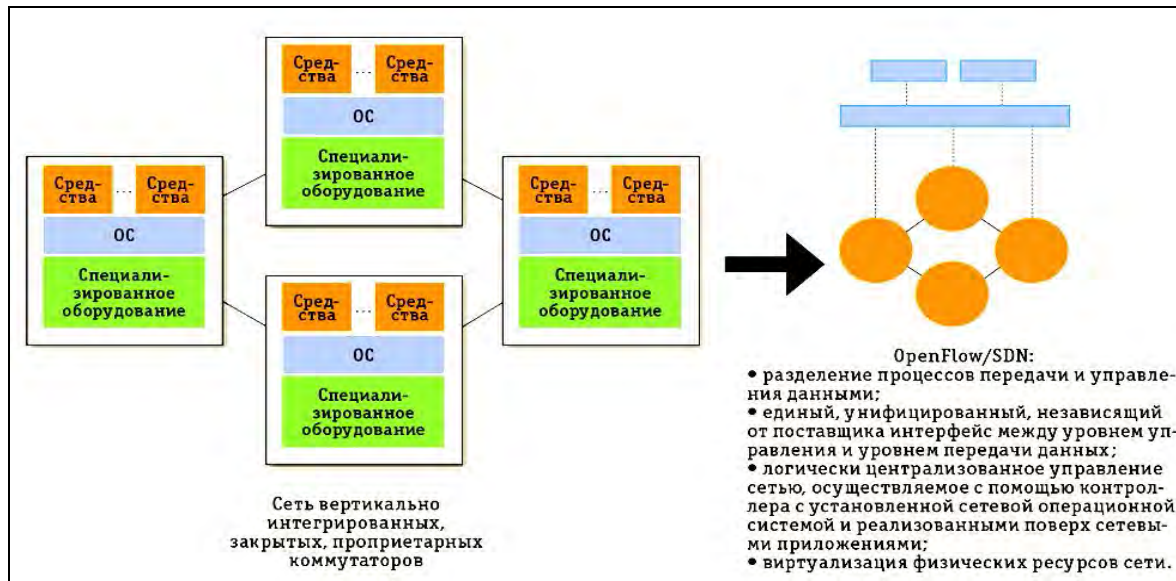 Сред-
ства
...
Сред-
ства
ОС
Специали-
зированное
оборудование
Сред-
ства
...
Сред-
ства
ОС
Специали-
зированное
оборудование
Сред-
ства
...
Сред-
ства
ОС
Специали-
зированное
оборудование
Сред-
ства
...
Сред-
ства
ОС
Специали-
зированное
оборудование
Сеть вертикально
интегрированных,
закрытых, проприетарных
коммутаторов
OpenFlow/SDN:
• разделение процессов передачи и управле-
ния данными;
• единый, унифицированный, независящий
от поставщика интерфейс между уровнем уп-
равления и уровнем передачи данных;
• логически централизованное управление
сетью, осуществляемое с помощью контрол-
лера с установленной сетевой операционной
системой и реализованными поверх сетевы-
ми приложениями;
• виртуализация физических ресурсов сети.